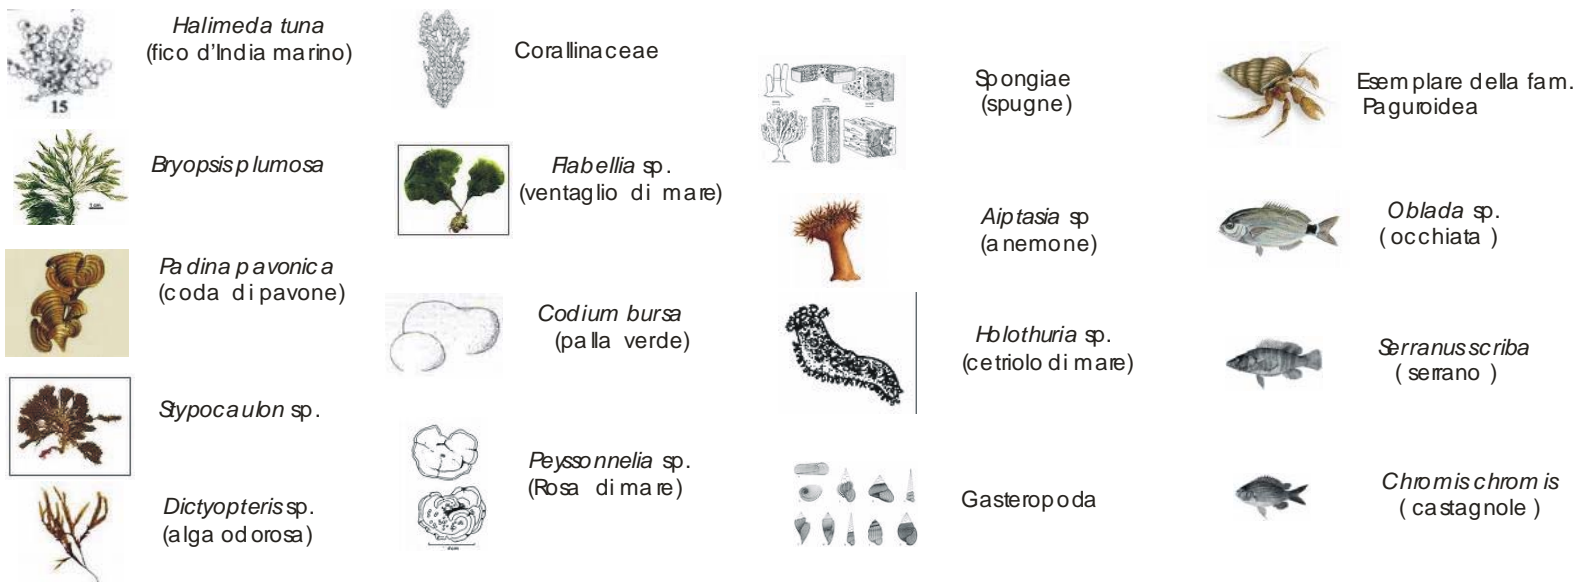 Halimeda tuna
(fico d'India marino)
15
Bryopsis plumosa
Padina pavonica
(coda di pavone)
Stypocaulon sp.
Dictyopteris sp.
(alga odorosa)
Corallinaceae
Flabellia sp.
(ventaglio di mare)
Codium bursa
(palla verde)
Peyssonnelia sp.
(Rosa di mare)
Spongiae
(spugne)
Aiptasia sp
(anemone)
Holothuria sp.
(cetriolo di mare)
Gasteropoda
Esemplare della fam.
Paguroidea
Oblada sp.
( occhiata )
Serranus scriba
( serrano )
Chromis chromis
( castagnole )